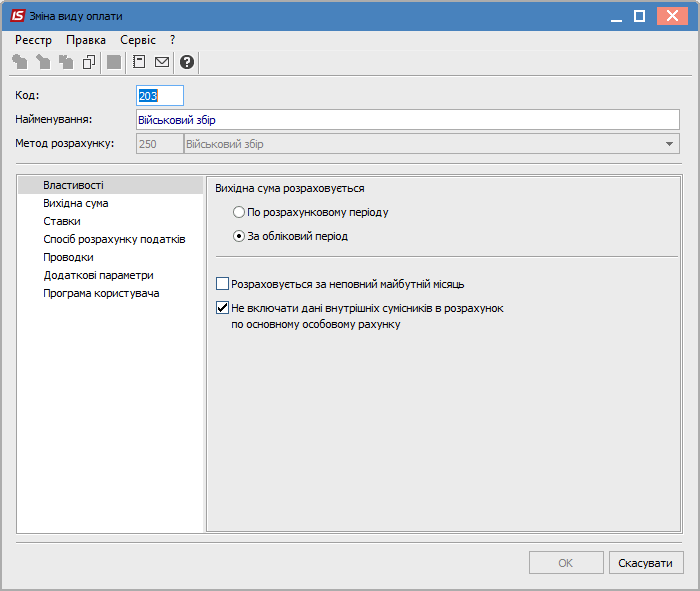 Зміна виду оплати
Реєстр Правка Сервіс ?
Код: 203
Найменування: Військовий збір
Метод розрахунку: 250 Військовий збір
Властивості
Вихідна сума
Ставки
Спосіб розрахунку податків
Проводки
Додаткові параметри
Програма користувача
Вихідна сума розраховується
По розрахунковому періоду
За обліковий період
Розраховується за неповний майбутній місяць
Не включати дані внутрішніх сумісників в розрахунок
по основному особовому рахунку
OK Скасувати